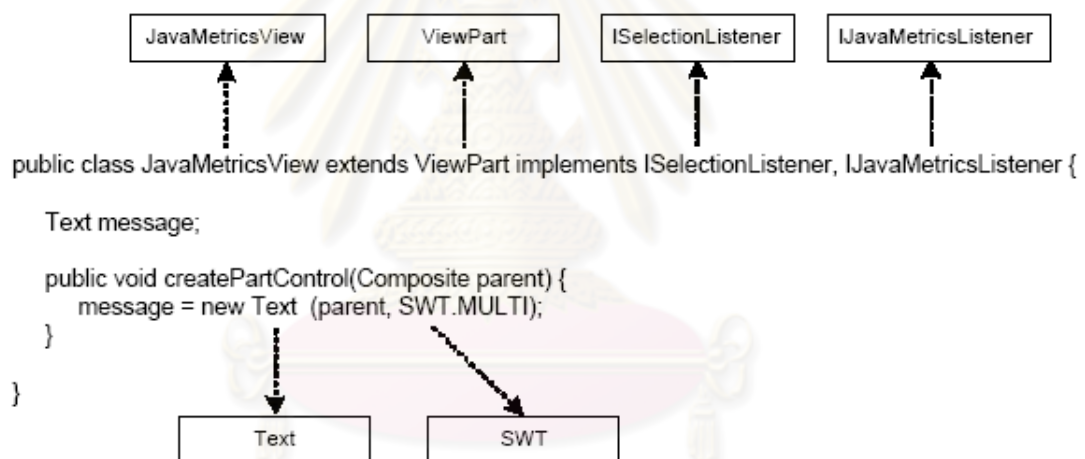 JavaMetricsView ViewPart ISelectionListener IJavaMetricsListener
public class JavaMetricsView extends ViewPart implements ISelectionListener, IJavaMetricsListener {
Text message;
public void createPartControl(Composite parent) {
message = new Text (parent, SWT.MULTI);
}
}
Text SWT